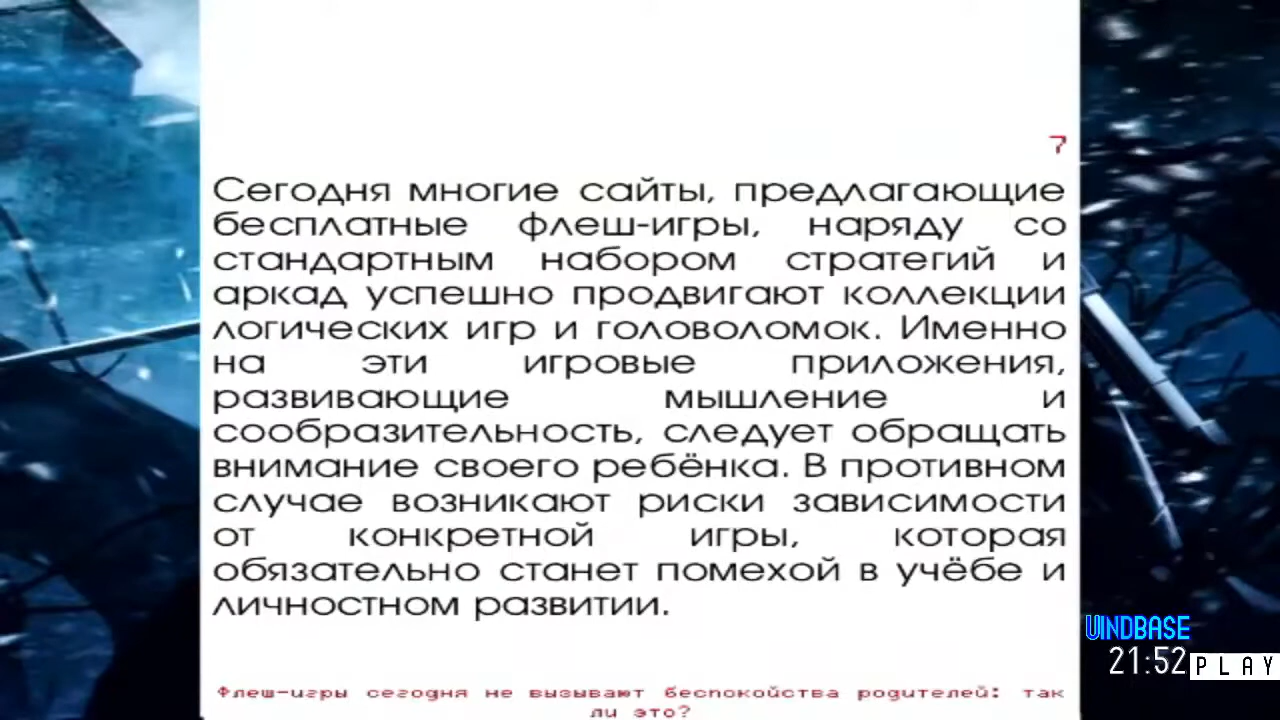 7
Сегодня многие сайты, предлагающие
бесплатные флеш-игры, наряду со
стандартным набором стратегий и
аркад успешно продвигают коллекции
логических игр и головоломок. Именно
на эти игровые приложения,
развивающие мышление и
сообразительность, следует обращать
внимание своего ребёнка. В противном
случае возникают риски зависимости
от конкретной игры, которая
обязательно станет помехой в учёбе и
личностном развитии.
UINDBASE
21:52 PLAY
Флеш-игры сегодня не вызывают беспокойства родителей: так
ли это?